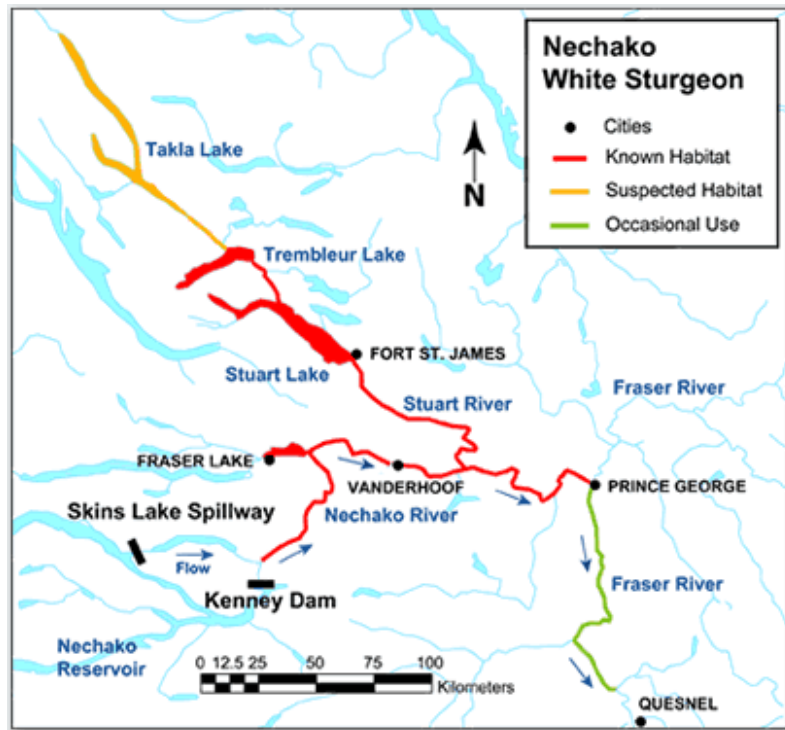 Nechako
White Sturgeon
Cities
Known Habitat
Suspected Habitat
Occasional Use
N
Takla Lake
Trembleur Lake
FORT ST. JAMES
Stuart Lake
Stuart River
Fraser River
FRASER LAKE
VANDERHOOF
PRINCE GEORGE
Skins Lake Spillway
Nechako River
Flow
Kenney Dam
Fraser River
Nechako
Reservoir
0 12.5 25 50 75 100
Kilometers
QUESNEL